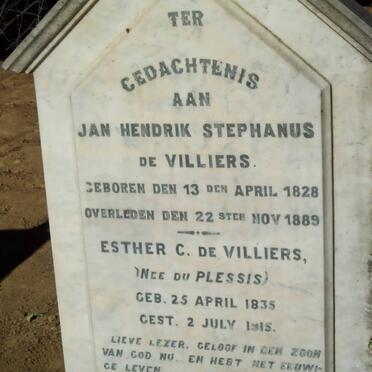 TER
GEDACHTENIS
AAN
JAN HENDRIK STEPHANUS
DE VILLIERS.
GEBOREN DEN 13 DEN APRIL 1828
OVERLEDEN DEN 22STEN NOV 1889
ESTHER C. DE VILLIERS,
(NEE DU PLESSIS)
GEB. 25 APRIL 1835
GEST. 2 JULY 1915.
LIEVE LEZER, GELOOF IN DEN ZOON
VAN GOD NU.. EN HEBT HET EEUWI-
GE LEVEN